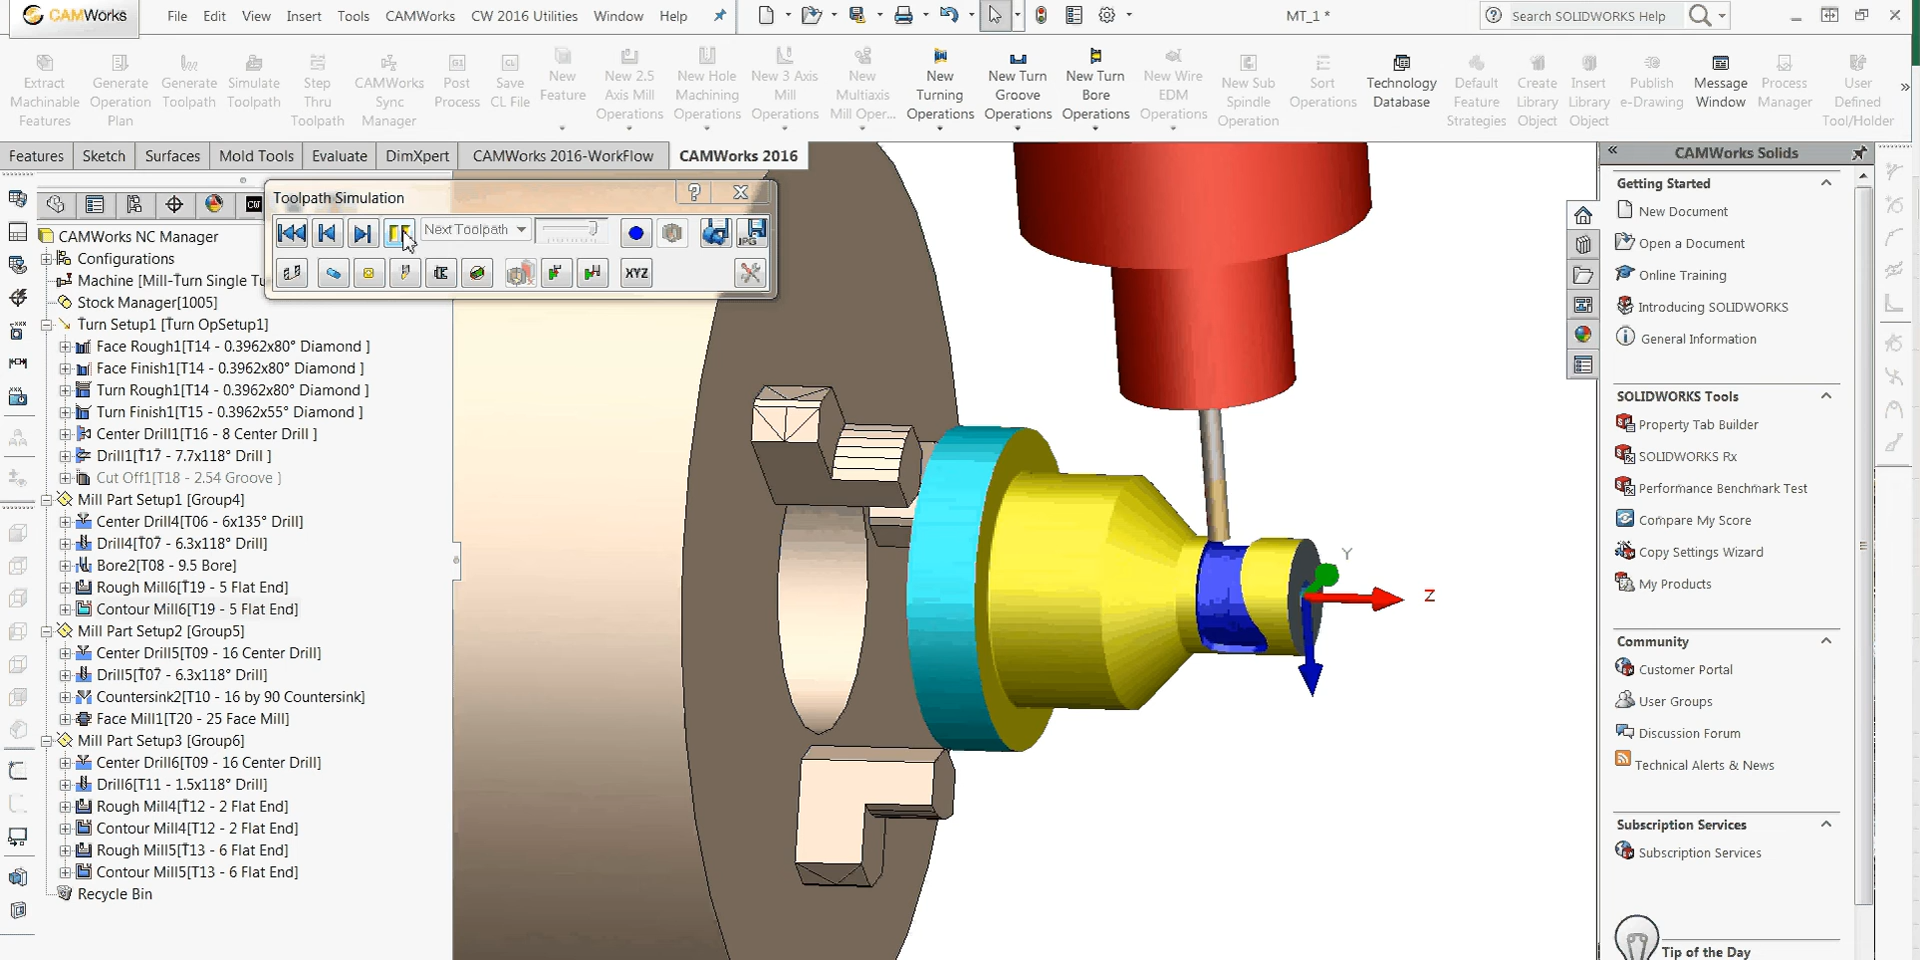 CAMWorks
File Edit View Insert Tools CAMWorks CW 2016 Utilities Window Help
MT_1 *
Search SOLIDWORKS Help
Extract Machinable Features
Generate Operation Plan
Generate Toolpath
Simulate Toolpath
Step Thru Toolpath
CAMWorks Sync Manager
Post Process
Save CL File
New Feature
New 2.5 Axis Mill Operations
New Hole Machining Operations
New 3 Axis Mill Operations
New Multiaxis Mill Oper...
New Turning Operations
New Turn Groove Operations
New Turn Bore Operations
New Wire EDM Operations
New Sub Spindle Operation
Sort Operations
Technology Database
Default Feature Strategies
Create Library Object
Insert Library Object
Publish e-Drawing
Message Window
Process Manager
User Defined Tool/Holder
Features Sketch Surfaces Mold Tools Evaluate DimXpert CAMWorks 2016-WorkFlow CAMWorks 2016
Toolpath Simulation
Next Toolpath
JPG
XYZ
CAMWorks NC Manager
Configurations
Machine [Mill-Turn Single Tu
Stock Manager[1005]
Turn Setup1 [Turn OpSetup1]
Face Rough1[T14 - 0.3962x80° Diamond ]
Face Finish1[T14 - 0.3962x80° Diamond ]
Turn Rough1[T14 - 0.3962x80° Diamond ]
Turn Finish1[T15 - 0.3962x55° Diamond ]
Center Drill1[T16 - 8 Center Drill ]
Drill1[T17 - 7.7x118° Drill ]
Cut Off1[T18 - 2.54 Groove ]
Mill Part Setup1 [Group4]
Center Drill4[T06 - 6x135° Drill]
Drill4[T07 - 6.3x118° Drill]
Bore2[T08 - 9.5 Bore]
Rough Mill6[T19 - 5 Flat End]
Contour Mill6[T19 - 5 Flat End]
Mill Part Setup2 [Group5]
Center Drill5[T09 - 16 Center Drill]
Drill5[T07 - 6.3x118° Drill]
Countersink2[T10 - 16 by 90 Countersink]
Face Mill1[T20 - 25 Face Mill]
Mill Part Setup3 [Group6]
Center Drill6[T09 - 16 Center Drill]
Drill6[T11 - 1.5x118° Drill]
Rough Mill4[T12 - 2 Flat End]
Contour Mill4[T12 - 2 Flat End]
Rough Mill5[T13 - 6 Flat End]
Contour Mill5[T13 - 6 Flat End]
Recycle Bin
Y
Z
CAMWorks Solids
Getting Started
New Document
Open a Document
Online Training
Introducing SOLIDWORKS
General Information
SOLIDWORKS Tools
Property Tab Builder
SOLIDWORKS Rx
Performance Benchmark Test
Compare My Score
Copy Settings Wizard
My Products
Community
Customer Portal
User Groups
Discussion Forum
Technical Alerts & News
Subscription Services
Subscription Services
Tip of the Day